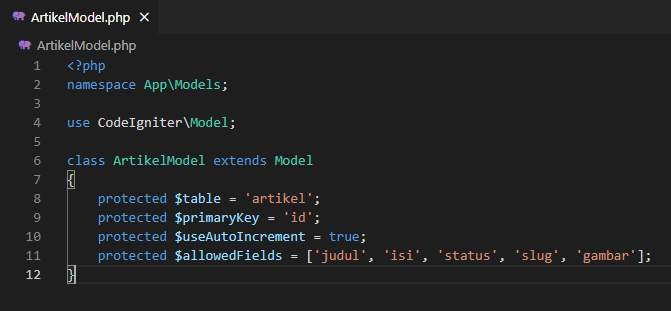 ArtikelModel.php ×
ArtikelModel.php
1 <?php
2 namespace App\Models;
3
4 use CodeIgniter\Model;
5
6 class ArtikelModel extends Model
7 {
8     protected $table = 'artikel';
9     protected $primaryKey = 'id';
10     protected $useAutoIncrement = true;
11     protected $allowedFields = ['judul', 'isi', 'status', 'slug', 'gambar'];
12 }